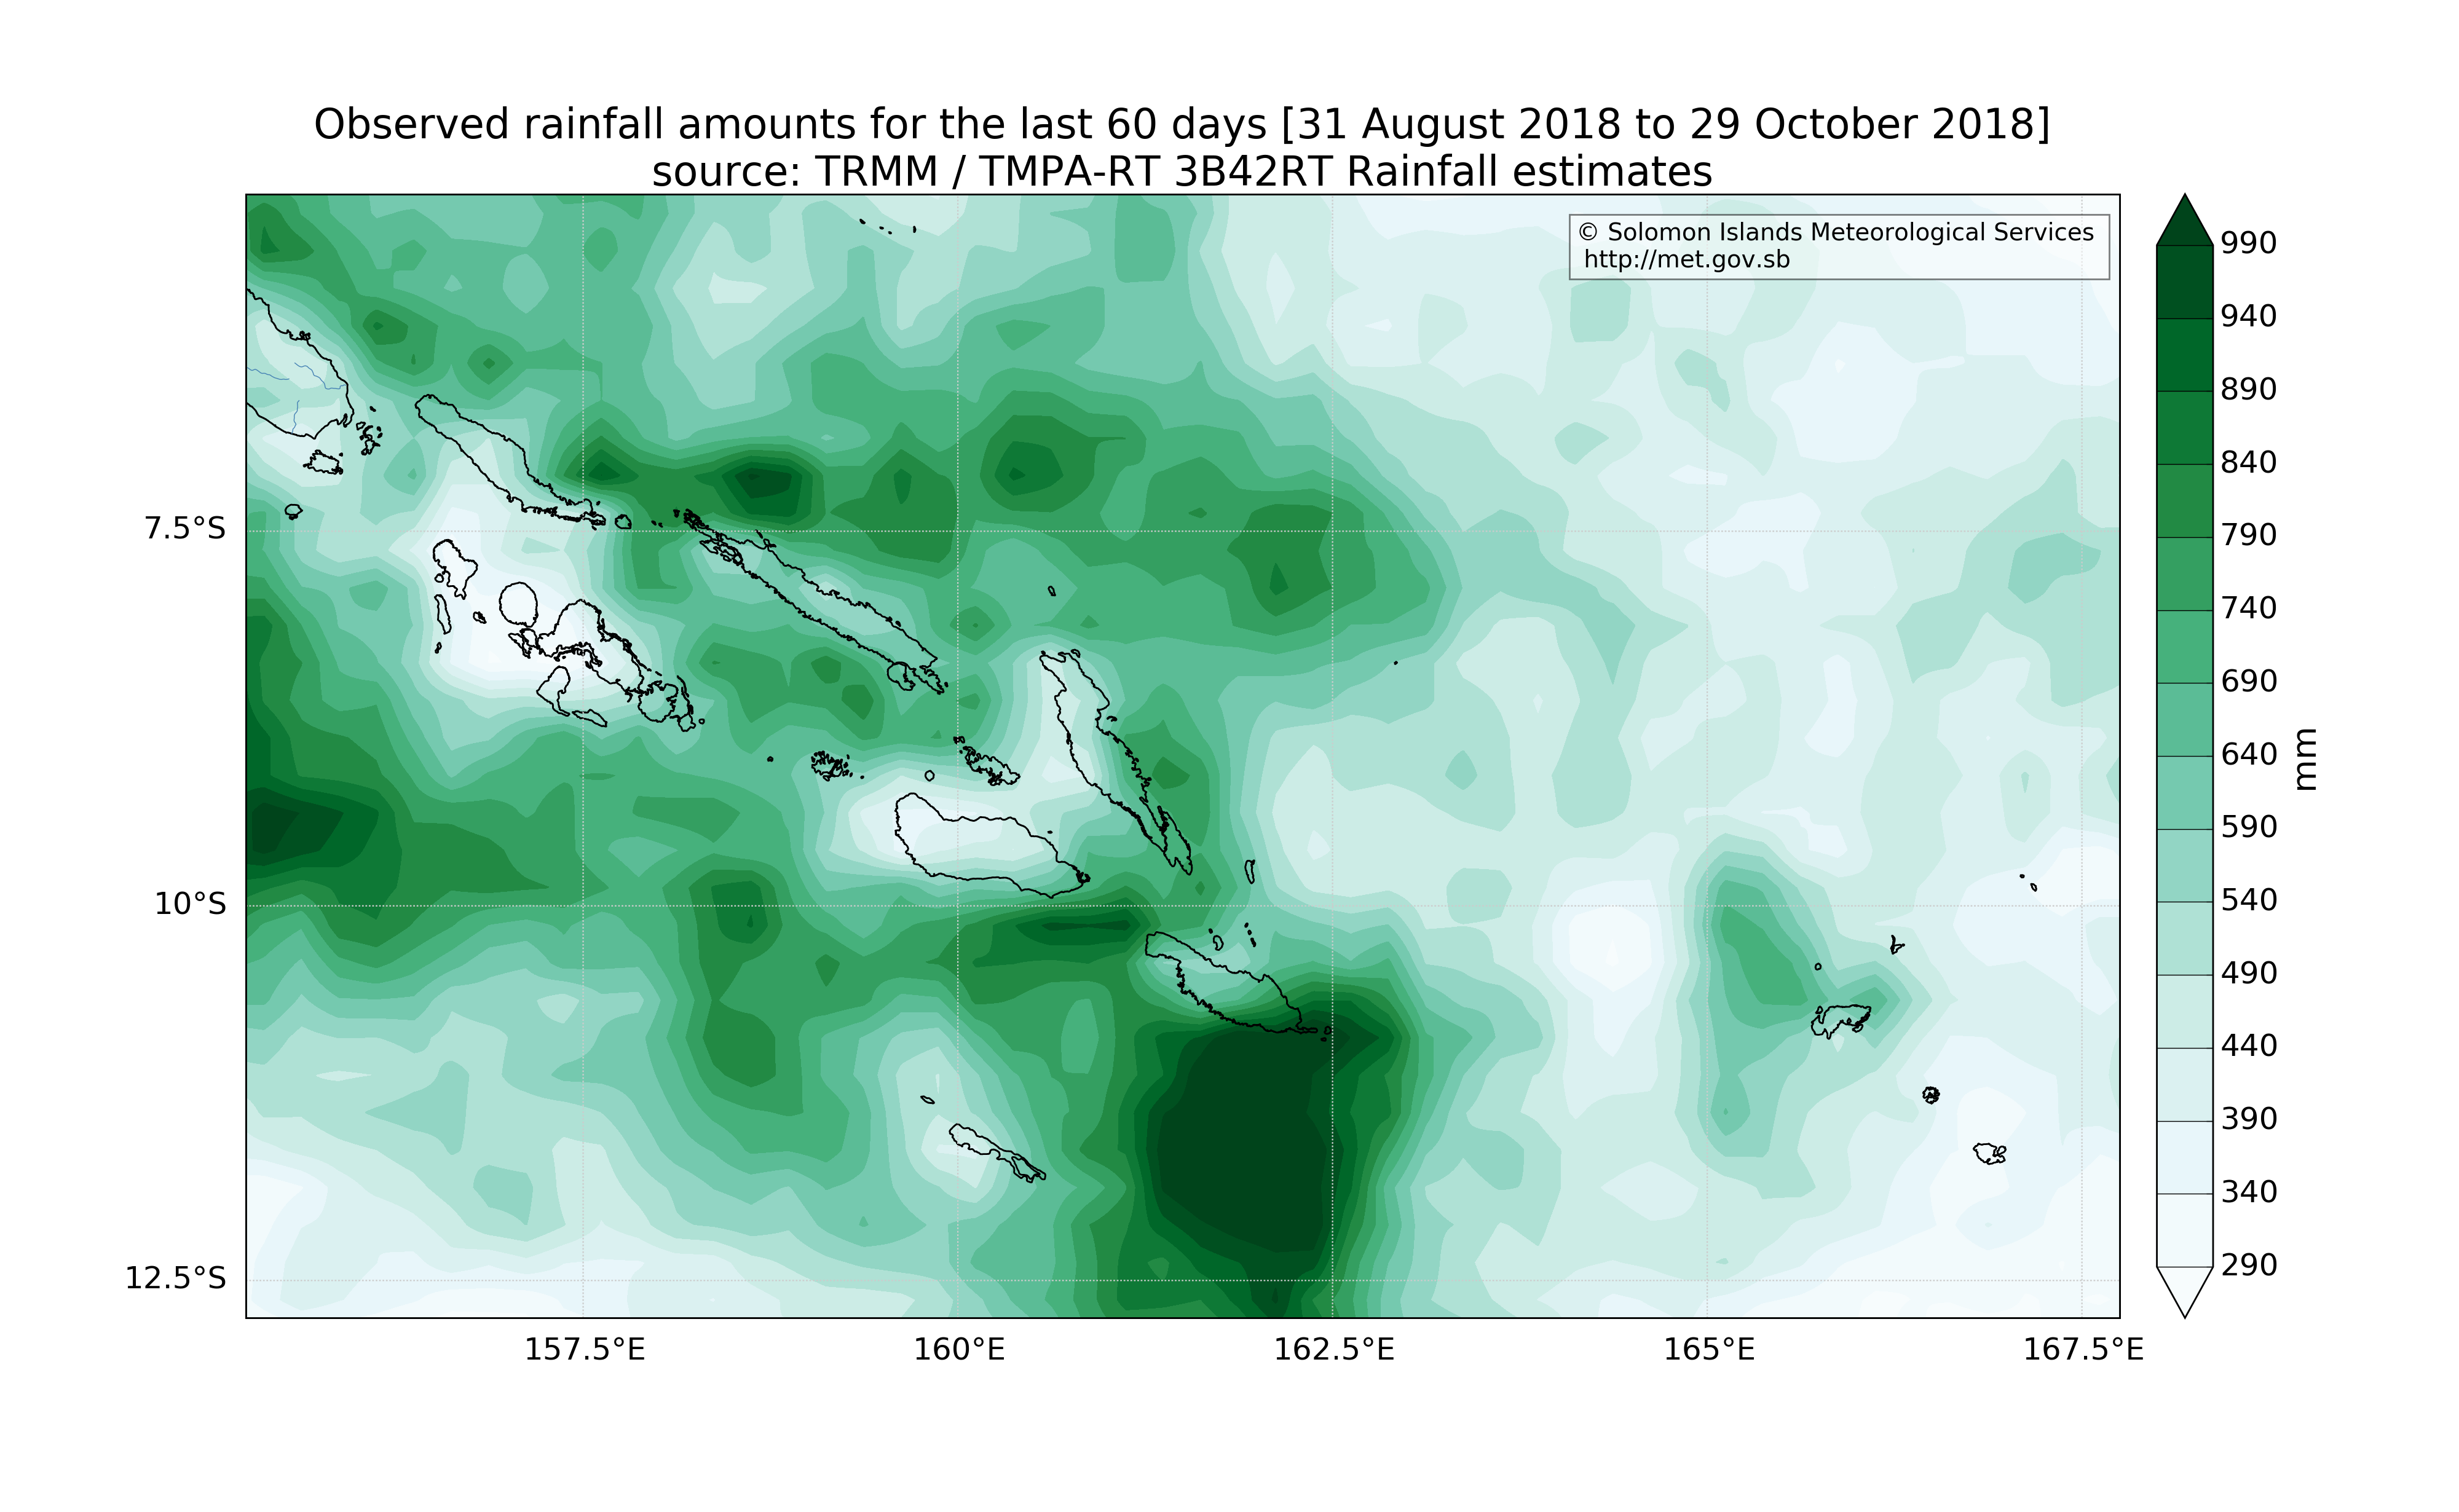 Observed rainfall amounts for the last 60 days [31 August 2018 to 29 October 2018]
source: TRMM / TMPA-RT 3B42RT Rainfall estimates
© Solomon Islands Meteorological Services
http://met.gov.sb
7.5°S
10°S
12.5°S
157.5°E
160°E
162.5°E
165°E
167.5°E
990
940
890
840
790
740
690
640
590
540
490
440
390
340
290
mm